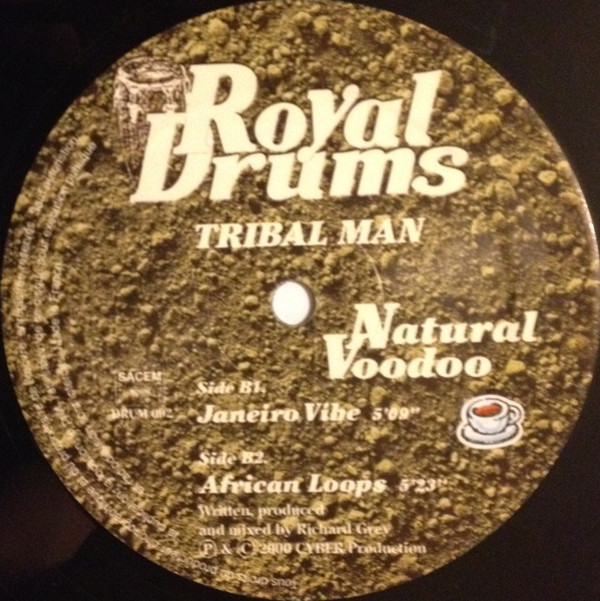 Royal
Drums
TRIBAL MAN
Natural
Voodoo
SACEM
DRUM 002
Side B1.
Janeiro Vibe 5'09"
Side B2.
African Loops 5'23"
Written, produced
and mixed by Richard Grey
(P) & (C) 2000 CYBER Production